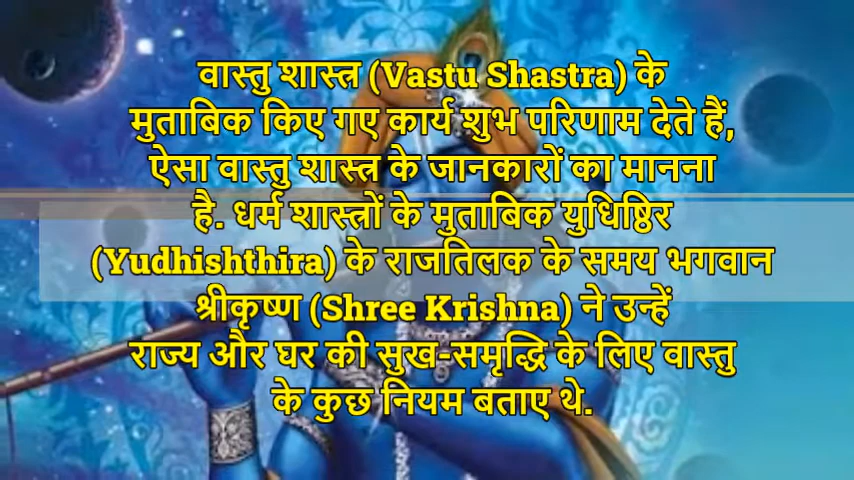 वास्तु शास्त्र (Vastu Shastra) के
मुताबिक किए गए कार्य शुभ परिणाम देते हैं,
ऐसा वास्तु शास्त्र के जानकारों का मानना
है. धर्म शास्त्रों के मुताबिक युधिष्ठिर
(Yudhishthira) के राजतिलक के समय भगवान
श्रीकृष्ण (Shree Krishna) ने उन्हें
राज्य और घर की सुख-समृद्धि के लिए वास्तु
के कुछ नियम बताए थे.